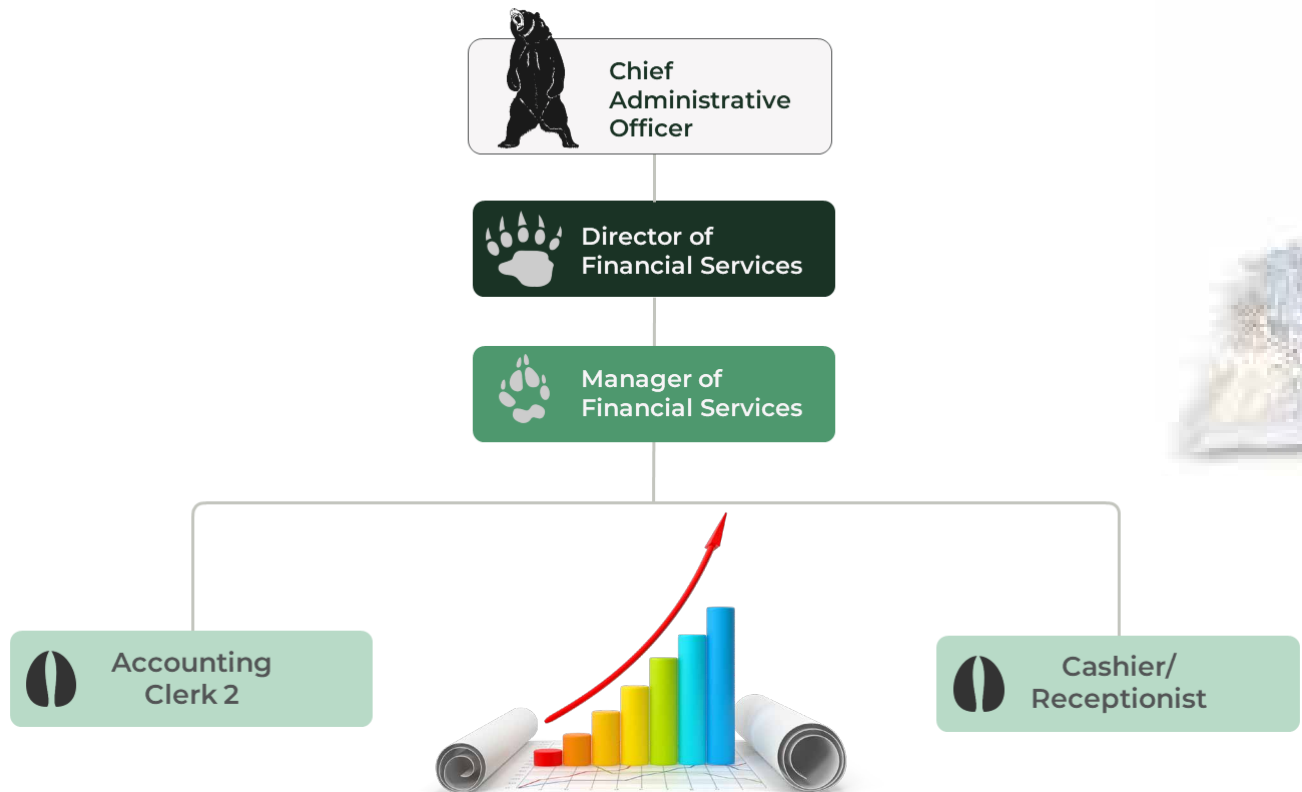 Chief
Administrative
Officer
Director of
Financial Services
Manager of
Financial Services
Accounting
Clerk 2
Cashier/
Receptionist